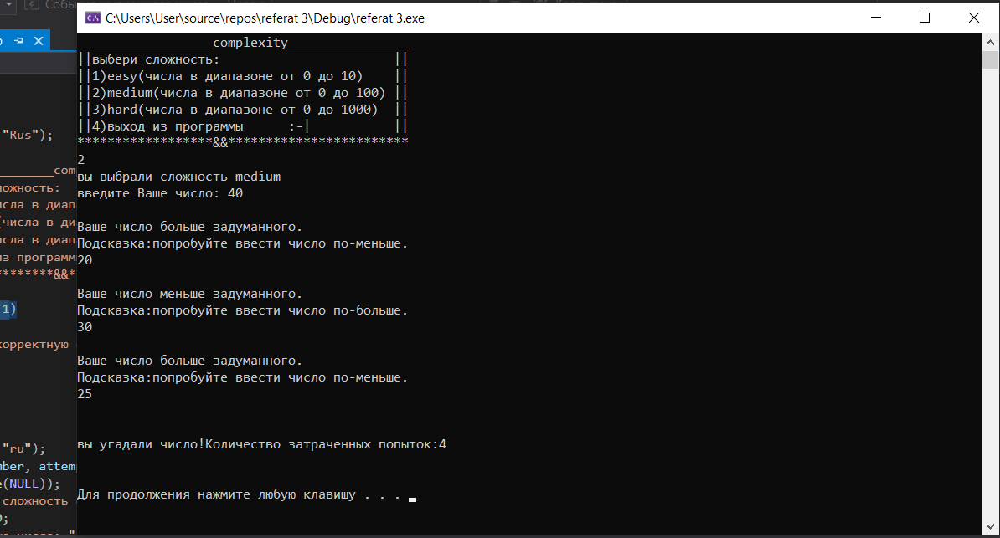 Собы
C:\Users\User\source\repos\referat 3\Debug\referat 3.exe
__________________complexity________________
||выбери сложность:                       ||
||1)easy(числа в диапазоне от 0 до 10)    ||
||2)medium(числа в диапазоне от 0 до 100) ||
||3)hard(числа в диапазоне от 0 до 1000)  ||
||4)выход из программы      :-|           ||
******************&&************************
2
вы выбрали сложность medium
введите Ваше число: 40
Ваше число больше задуманного.
Подсказка:попробуйте ввести число по-меньше.
20
Ваше число меньше задуманного.
Подсказка:попробуйте ввести число по-больше.
30
Ваше число больше задуманного.
Подсказка:попробуйте ввести число по-меньше.
25
вы угадали число!Количество затраченных попыток:4
Для продолжения нажмите любую клавишу . . .
"Rus");
_______com
ложность:
исла в диап
(числа в ди
исла в диап
из программ
********&&*
1)
корректную
"ru");
mber, attem
e(NULL));
сложность
0;